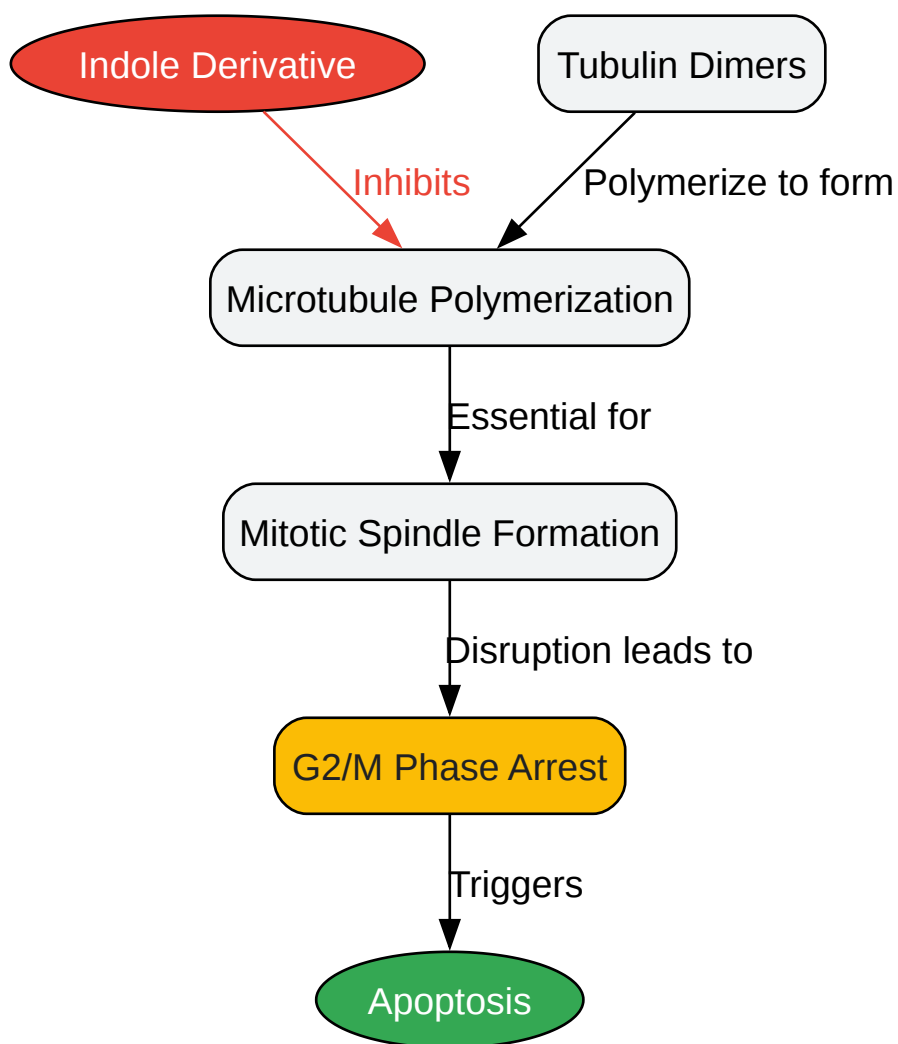 Indole Derivative
Tubulin Dimers
Inhibits
Polymerize to form
Microtubule Polymerization
Essential for
Mitotic Spindle Formation
Disruption leads to
G2/M Phase Arrest
Triggers
Apoptosis